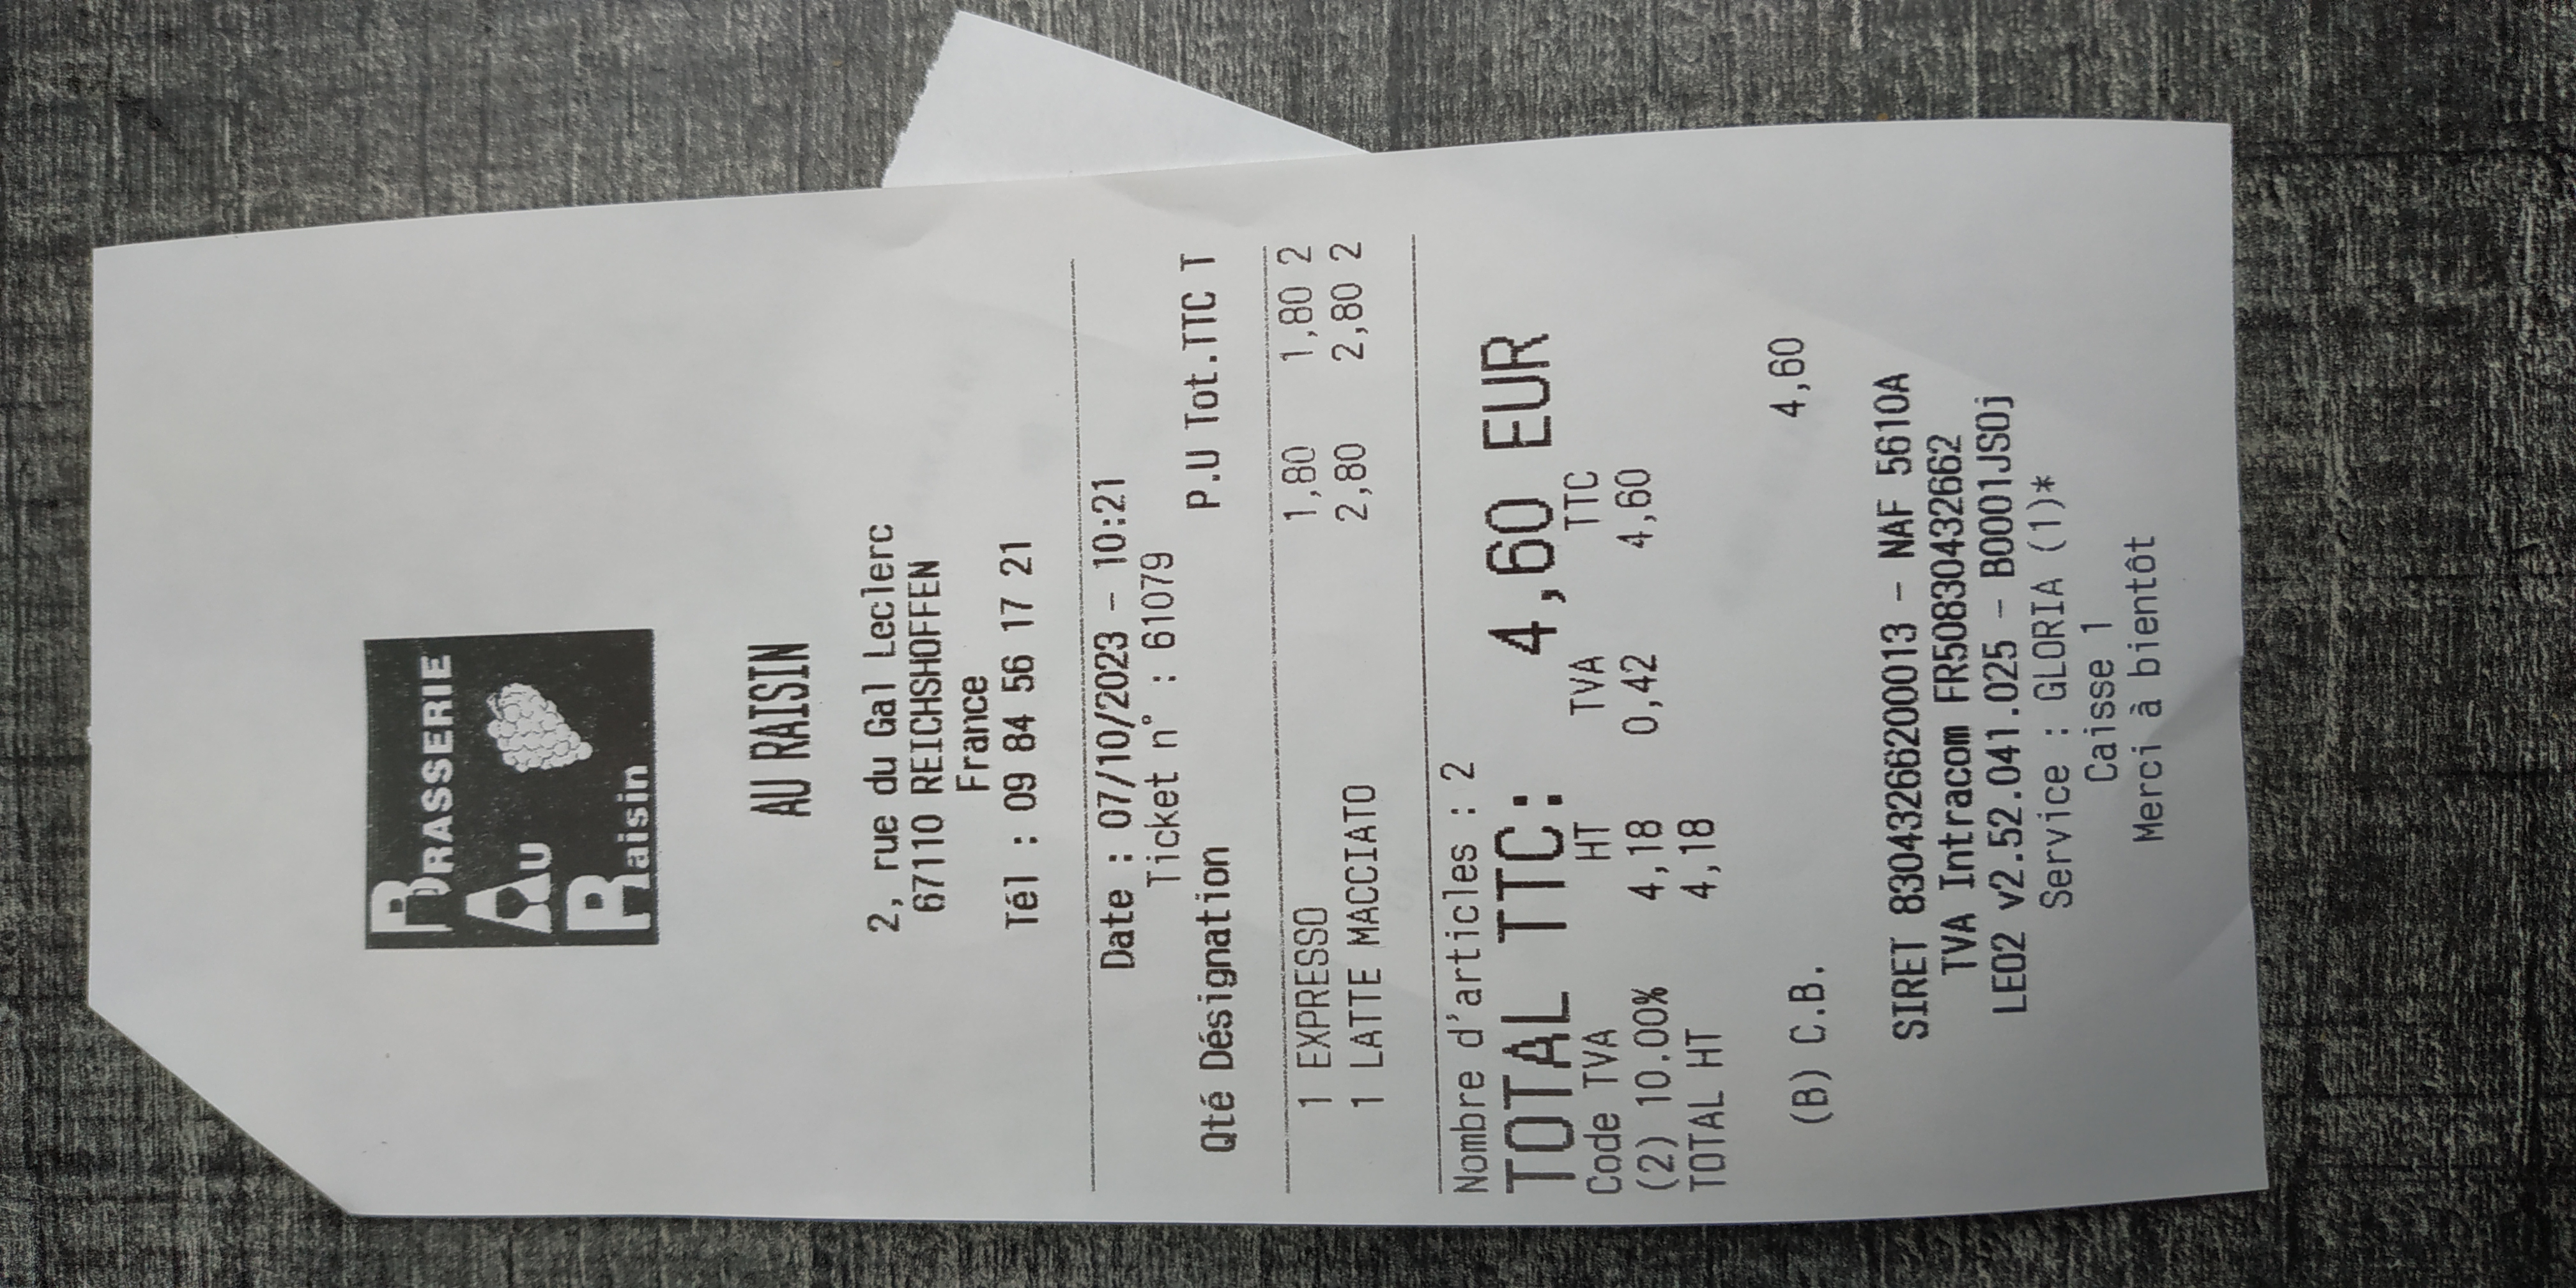 BRASSERIE
AU
Raisin
AU RAISIN
2, rue du Gal Leclerc
67110 REICHSHOFFEN
France
Tél : 09 84 56 17 21
Date : 07/10/2023 - 10:21
Ticket n° : 61079
Qté Désignation P.U Tot.TTC T
1 EXPRESSO 1,80 1,80 2
1 LATTE MACCIATO 2,80 2,80 2
Nombre d'articles : 2
TOTAL TTC: 4,60 EUR
Code TVA HT TVA TTC
(2) 10.00% 4,18 0,42 4,60
TOTAL HT 4,18
(B) C.B. 4,60
SIRET 83043266200013 - NAF 5610A
TVA Intracom FR50830432662
LEO2 v2.52.041.025 - B0001JSOj
Service : GLORIA (1)*
Caisse 1
Merci à bientôt